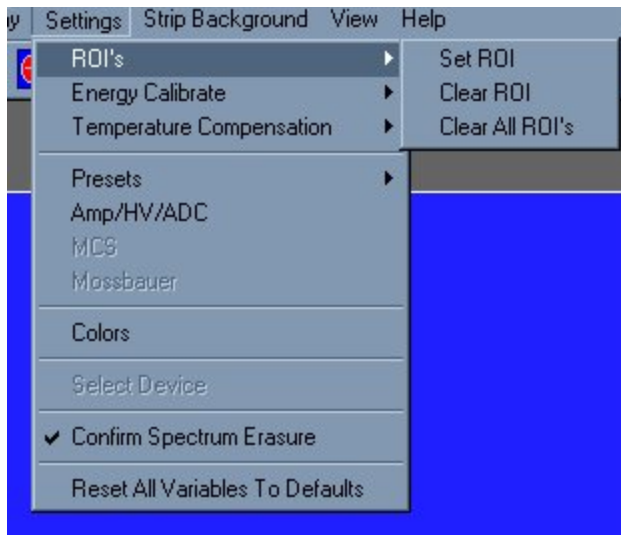 y Settings Strip Background View Help
ROI's Set ROI
Energy Calibrate Clear ROI
Temperature Compensation Clear All ROI's
Presets
Amp/HV/ADC
MCS
Mossbauer
Colors
Select Device
Confirm Spectrum Erasure
Reset All Variables To Defaults